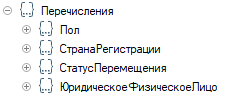 Перечисления
Пол
СтранаРегистрации
СтатусПеремещения
ЮридическоеФизическоеЛицо